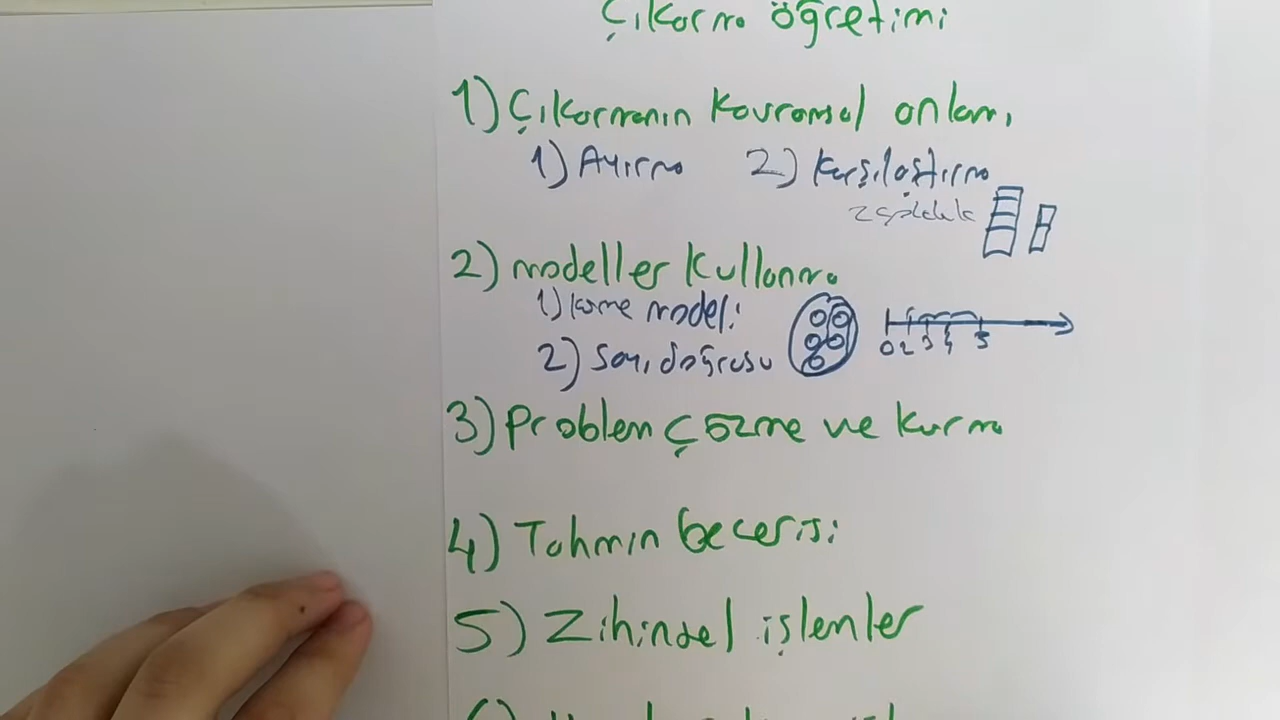 Çıkarma öğretimi
1) Çıkarmanın kavramsal anlamı
1) Ayırma 2) Karşılaştırma
2) modeller kullanma
1) küme modeli
2) Sayı doğrusu
0 2 3 4 5
3) Problem çözme ve kurma
4) Tahmin becerisi
5) Zihinsel işlemler